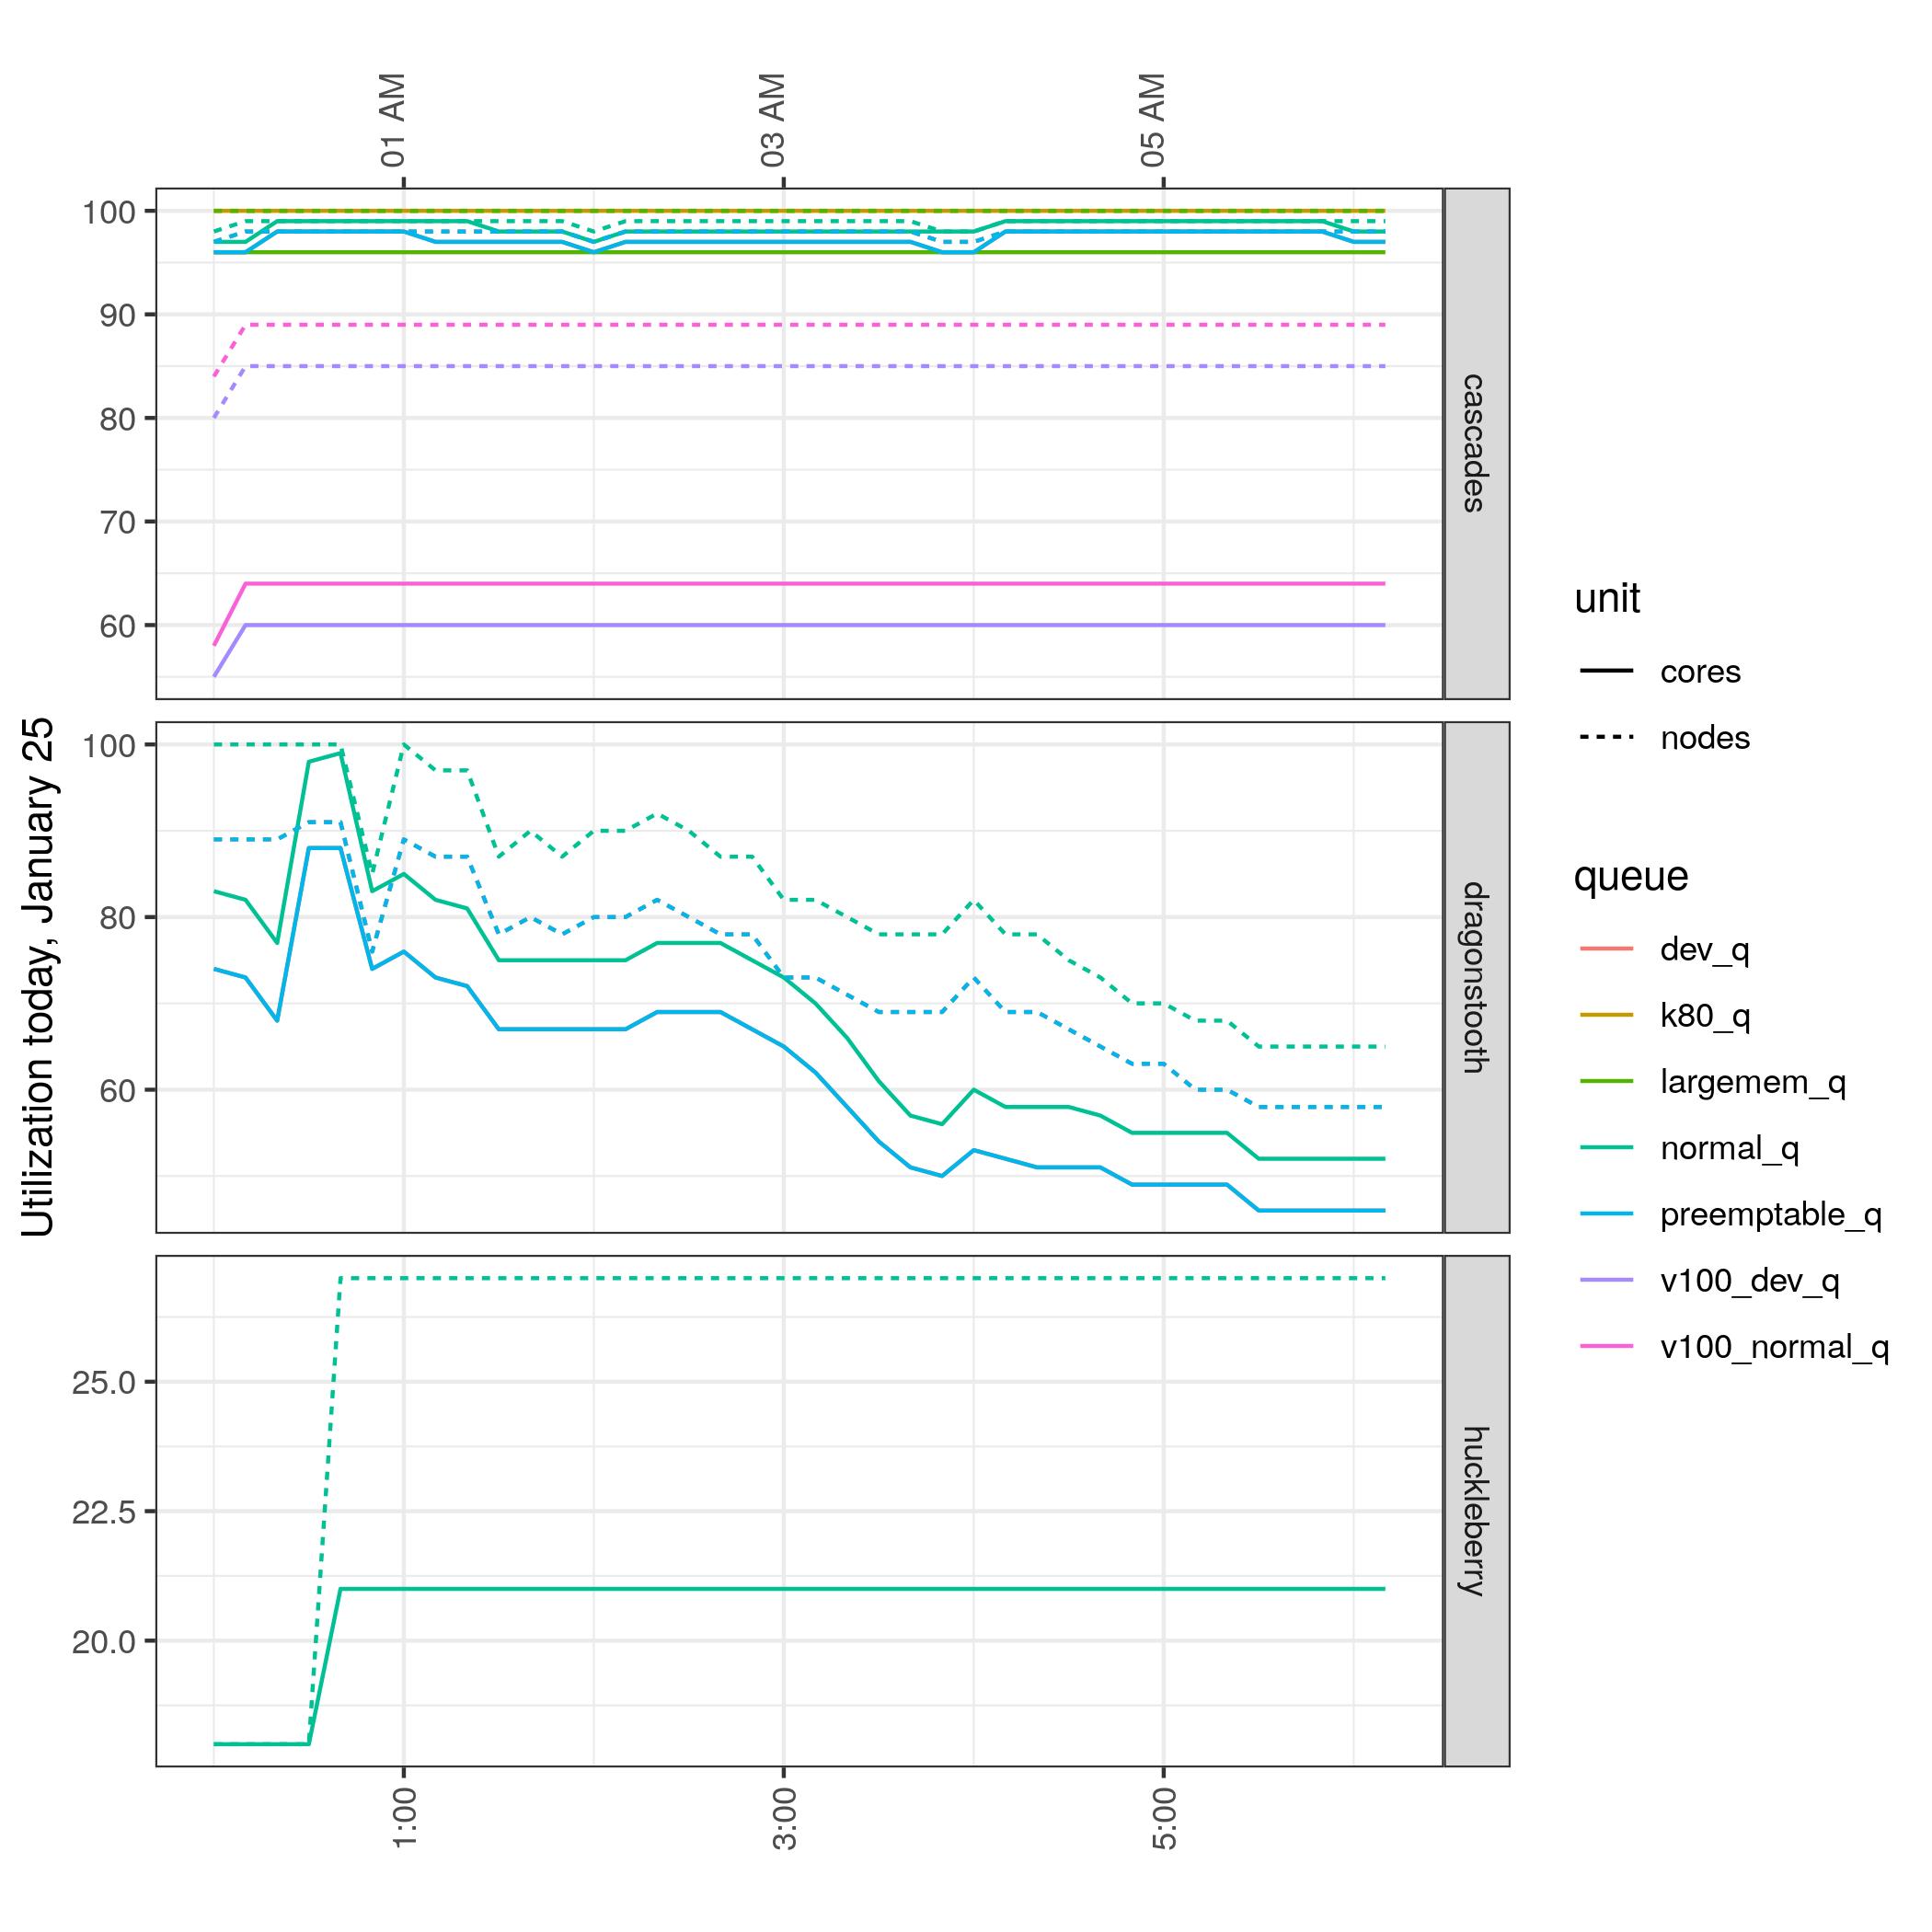 01 AM
03 AM
05 AM
Utilization today, January 25
100
90
80
70
60
cascades
100
80
60
dragonstooth
25.0
22.5
20.0
huckleberry
1:00
3:00
5:00
unit
cores
nodes
queue
dev_q
k80_q
largemem_q
normal_q
preemptable_q
v100_dev_q
v100_normal_q